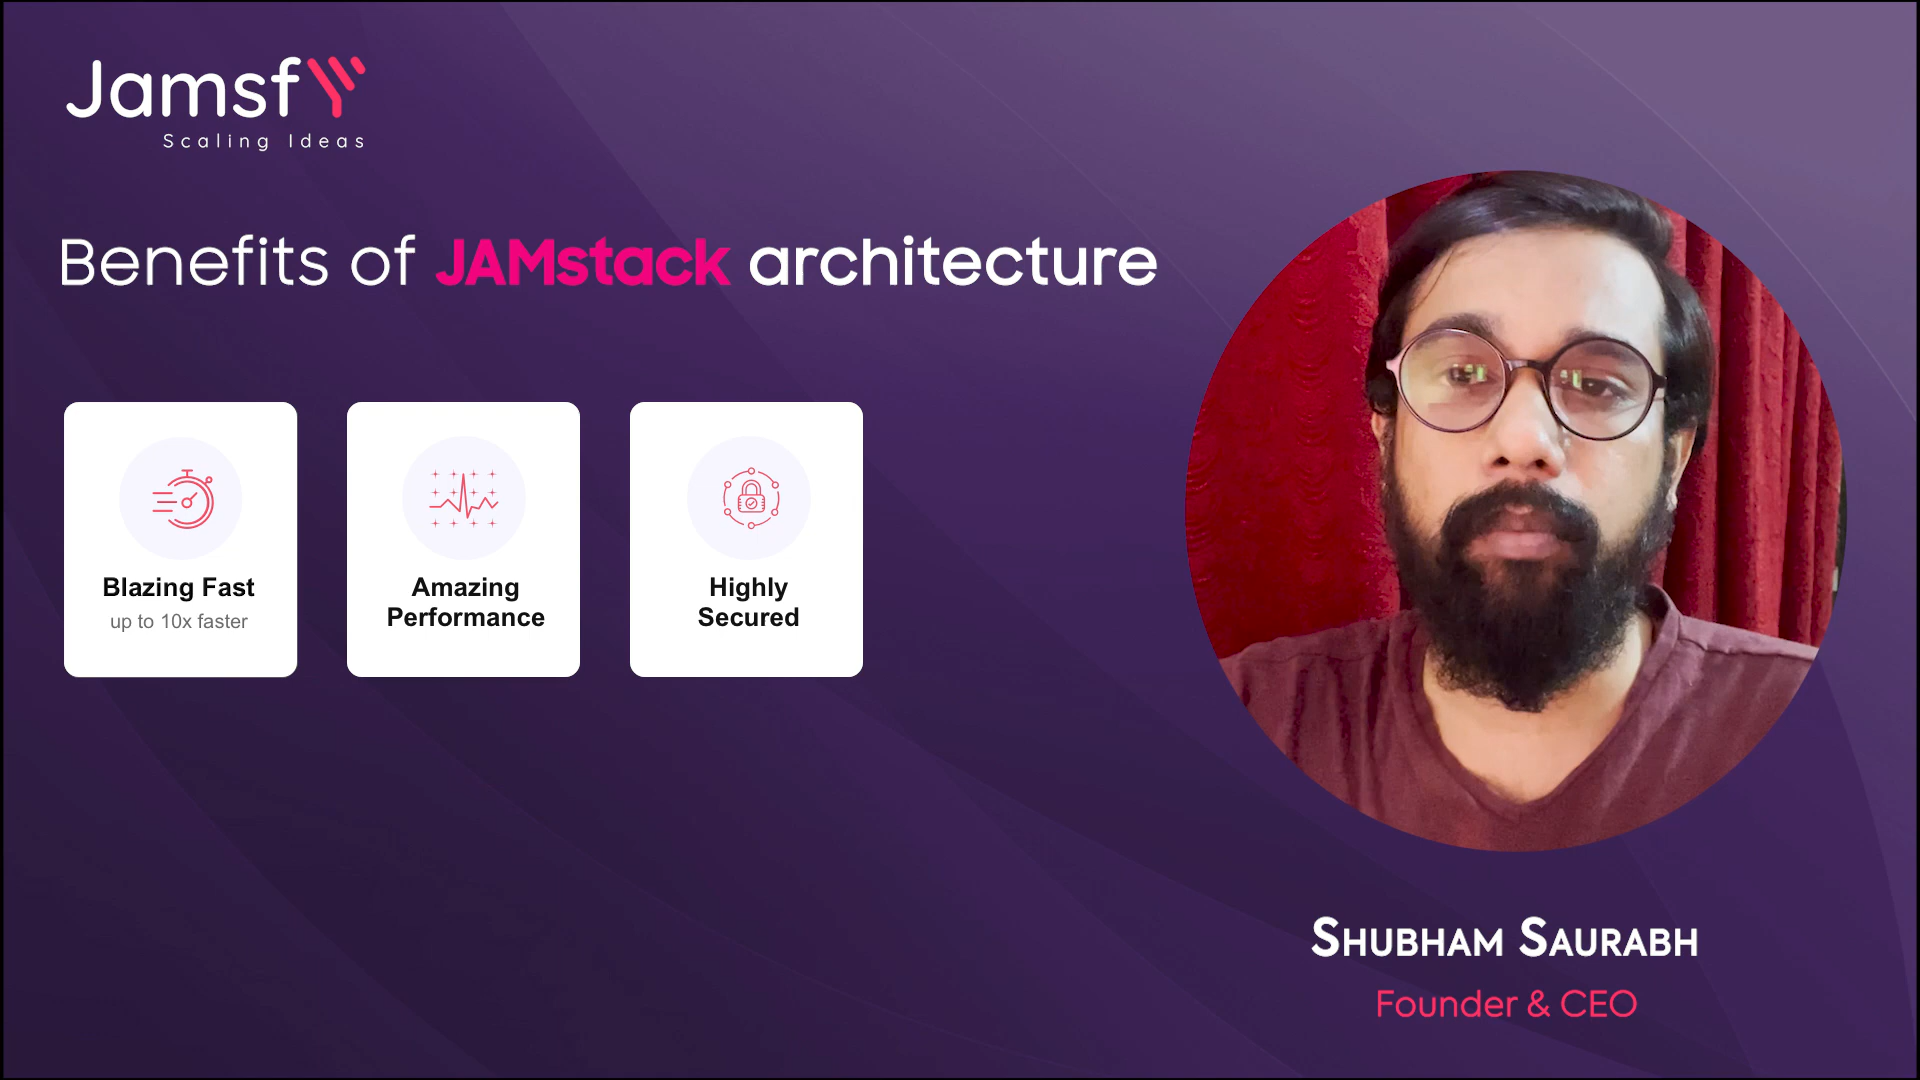 Jamsfy
Scaling Ideas
Benefits of JAMstack architecture
Blazing Fast
up to 10x faster
Amazing
Performance
Highly
Secured
Shubham Saurabh
Founder & CEO